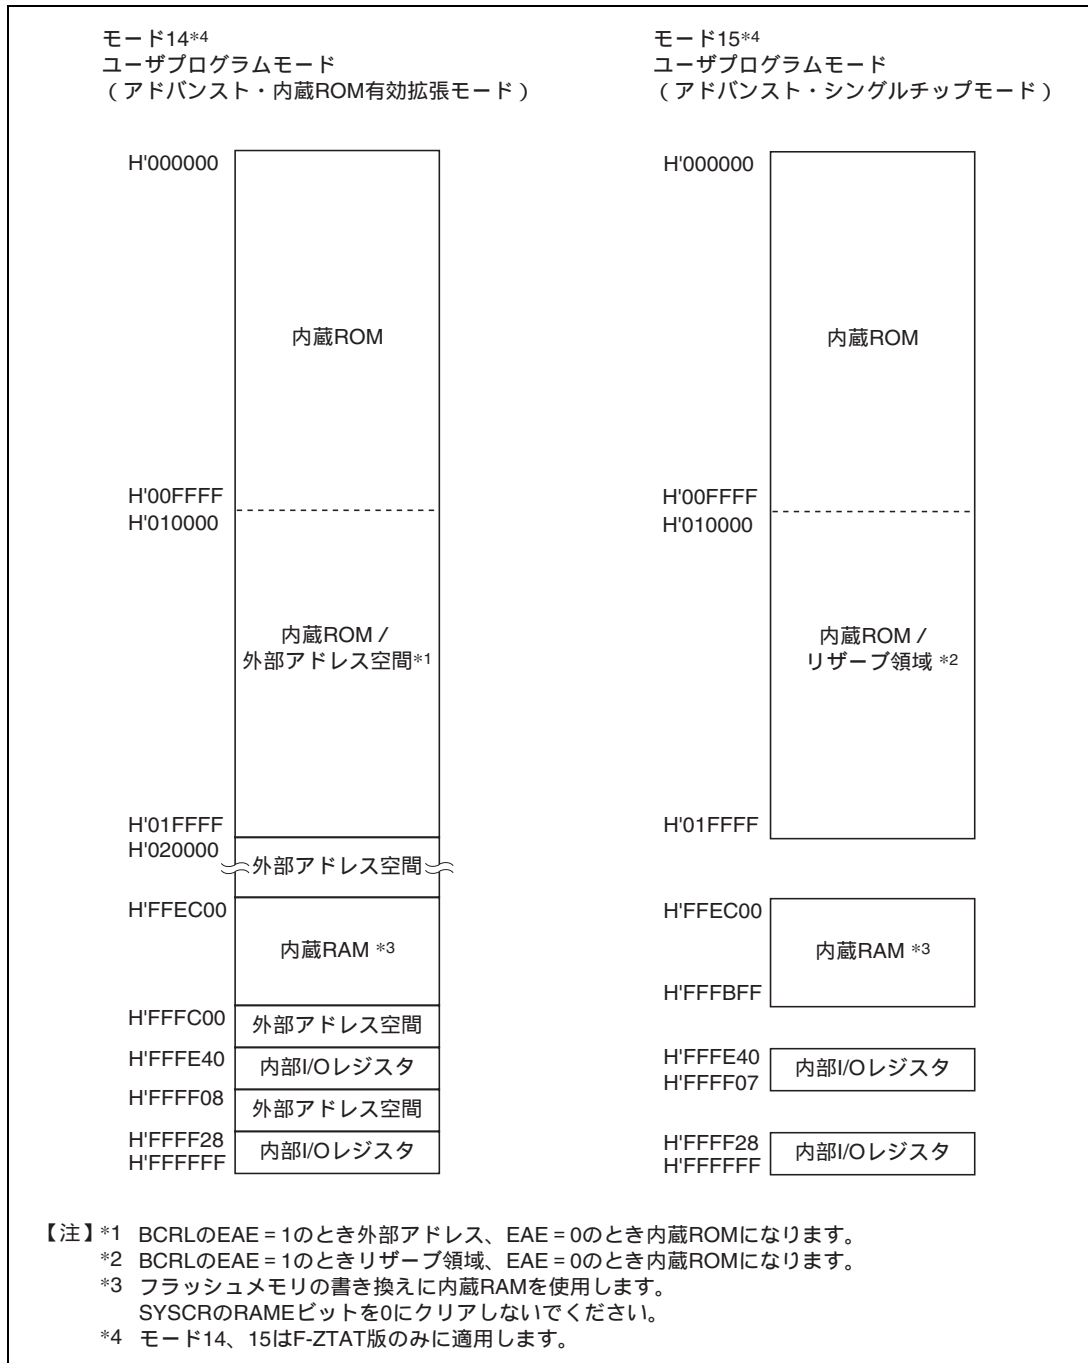 モード14*4
ユーザプログラムモード
(アドバンスト・内蔵ROM有効拡張モード)
H'000000
内蔵ROM
H'00FFFF
H'010000
内蔵ROM /
外部アドレス空間*1
H'01FFFF
H'020000
外部アドレス空間
H'FFEC00
内蔵RAM *3
H'FFFC00
外部アドレス空間
H'FFFE40
内部I/Oレジスタ
H'FFFF08
外部アドレス空間
H'FFFF28
内部I/Oレジスタ
H'FFFFFF
モード15*4
ユーザプログラムモード
(アドバンスト・シングルチップモード)
H'000000
内蔵ROM
H'00FFFF
H'010000
内蔵ROM /
リザーブ領域 *2
H'01FFFF
H'FFEC00
内蔵RAM *3
H'FFFBFF
H'FFFE40
内部I/Oレジスタ
H'FFFF07
H'FFFF28
内部I/Oレジスタ
H'FFFFFF
【注】*1 BCRLのEAE = 1のとき外部アドレス、EAE = 0のとき内蔵ROMになります。
*2 BCRLのEAE = 1のときリザーブ領域、EAE = 0のとき内蔵ROMになります。
*3 フラッシュメモリの書き換えに内蔵RAMを使用します。
SYSCRのRAMEビットを0にクリアしないでください。
*4 モード14、15はF-ZTAT版のみに適用します。